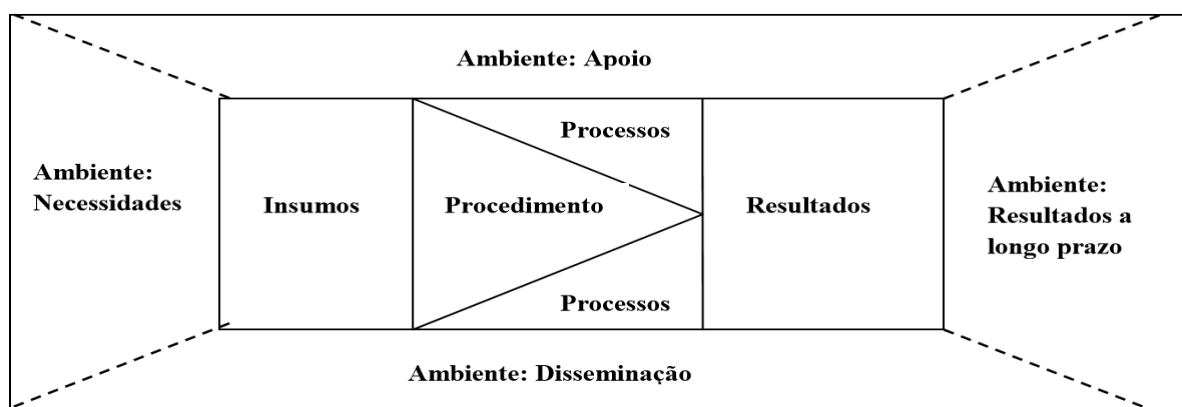 Ambiente: Apoio
Processos
Ambiente:
Necessidades
Insumos
Procedimento
Resultados
Ambiente:
Resultados a
longo prazo
Processos
Ambiente: Disseminação